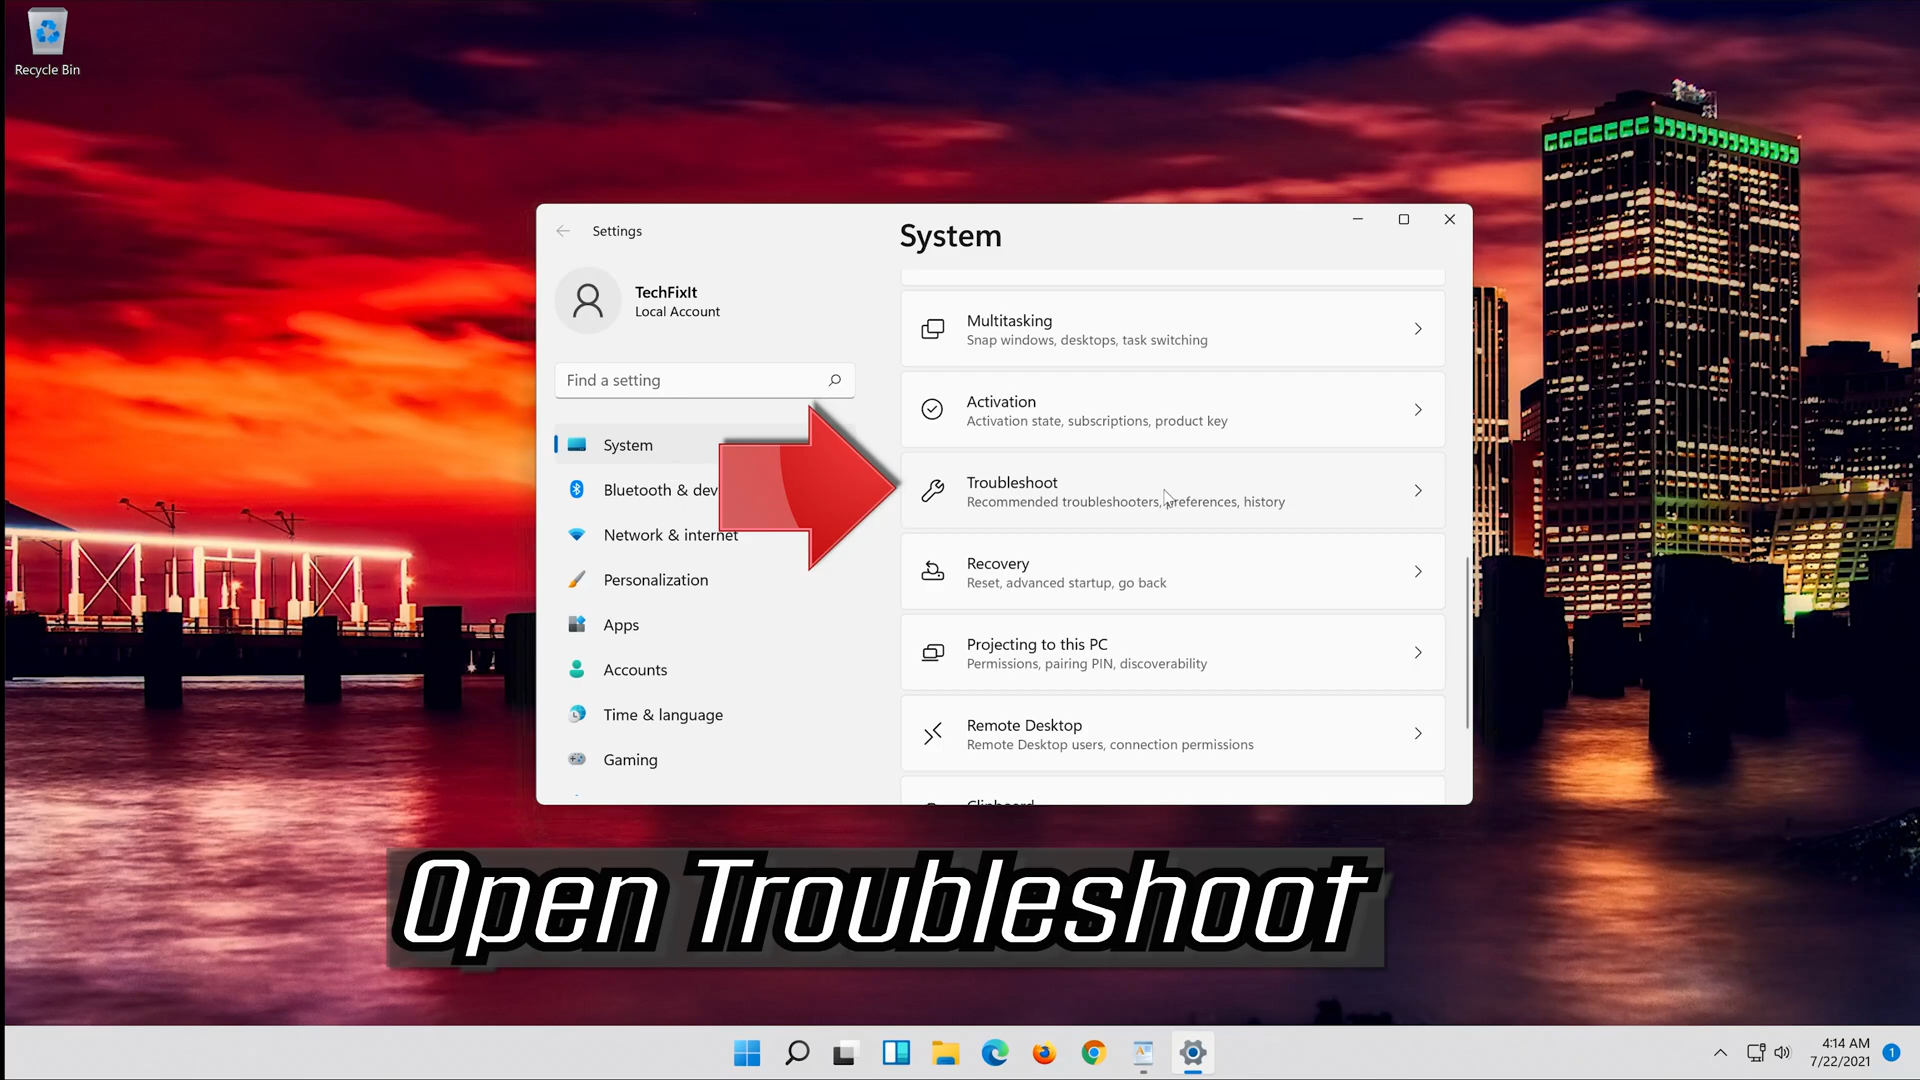 Recycle Bin
Settings
System
TechFixIt
Local Account
Find a setting
System
Bluetooth & dev
Network & internet
Personalization
Apps
Accounts
Time & language
Gaming
Multitasking
Snap windows, desktops, task switching
Activation
Activation state, subscriptions, product key
Troubleshoot
Recommended troubleshooters, preferences, history
Recovery
Reset, advanced startup, go back
Projecting to this PC
Permissions, pairing PIN, discoverability
Remote Desktop
Remote Desktop users, connection permissions
Clipboard
Open Troubleshoot
4:14 AM
7/22/2021
1